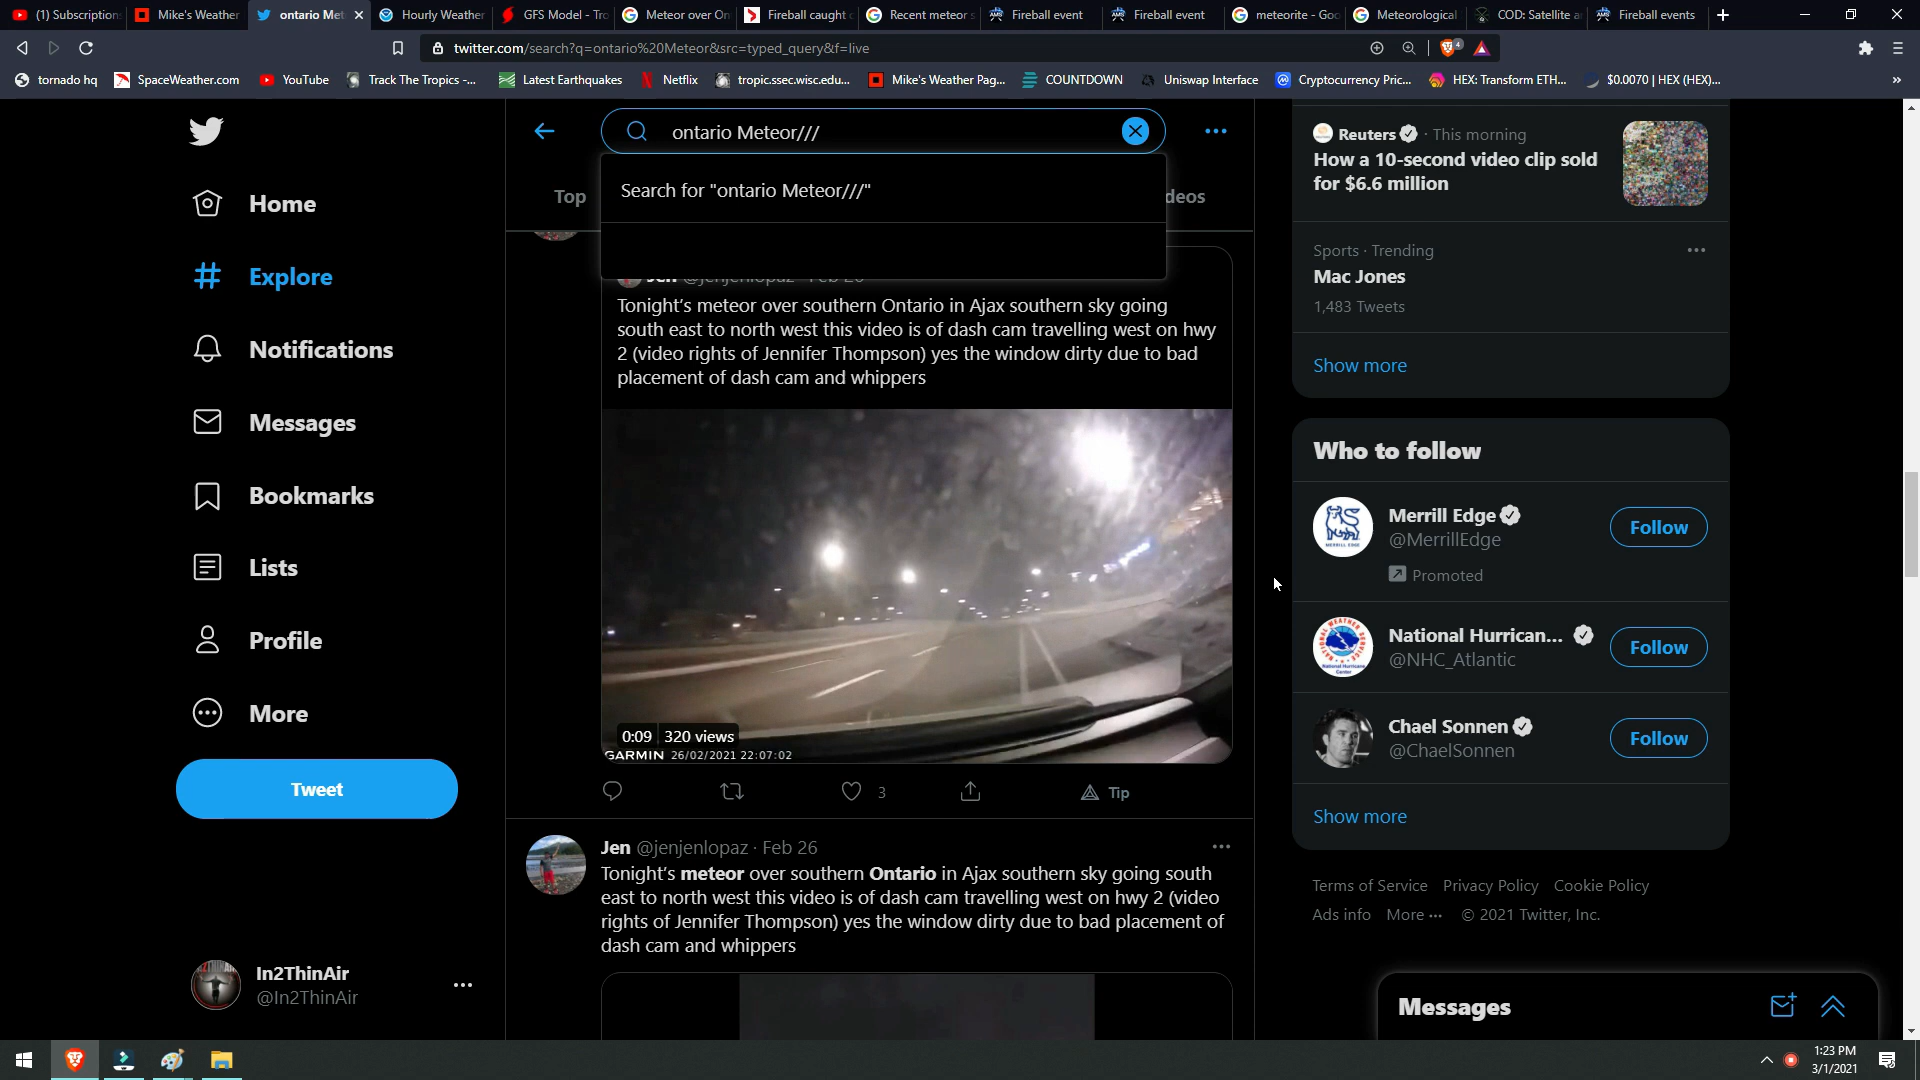 (1) Subscription
Mike's Weather
ontario Met
Hourly Weather
GFS Model - Tro
Meteor over On
Fireball caught
Recent meteor s
Fireball event
Fireball event
meteorite - Goo
Meteorological
COD: Satellite a
Fireball events
twitter.com/search?q=ontario%20Meteor&src=typed_query&f=live
4
tornado hq
SpaceWeather.com
YouTube
Track The Tropics -...
Latest Earthquakes
Netflix
tropic.ssec.wisc.edu...
Mike's Weather Pag...
COUNTDOWN
Uniswap Interface
Cryptocurrency Pric...
HEX: Transform ETH...
$0.0070 | HEX (HEX)...
Home
Explore
Notifications
Messages
Bookmarks
Lists
Profile
More
Tweet
In2ThinAir
@In2ThinAir
ontario Meteor///
Search for "ontario Meteor///"
Top
deos
Jen @jenjenlopaz · Feb 26
Tonight's meteor over southern Ontario in Ajax southern sky going
south east to north west this video is of dash cam travelling west on hwy
2 (video rights of Jennifer Thompson) yes the window dirty due to bad
placement of dash cam and whippers
0:09 320 views
GARMIN 26/02/2021 22:07:02
3
Tip
Jen @jenjenlopaz · Feb 26
Tonight's meteor over southern Ontario in Ajax southern sky going south
east to north west this video is of dash cam travelling west on hwy 2 (video
rights of Jennifer Thompson) yes the window dirty due to bad placement of
dash cam and whippers
Reuters · This morning
How a 10-second video clip sold
for $6.6 million
Sports · Trending
Mac Jones
1,483 Tweets
Show more
Who to follow
Merrill Edge
@MerrillEdge
Promoted
Follow
National Hurrican...
@NHC_Atlantic
Follow
Chael Sonnen
@ChaelSonnen
Follow
Show more
Terms of Service Privacy Policy Cookie Policy
Ads info More ··· © 2021 Twitter, Inc.
Messages
1:23 PM
3/1/2021